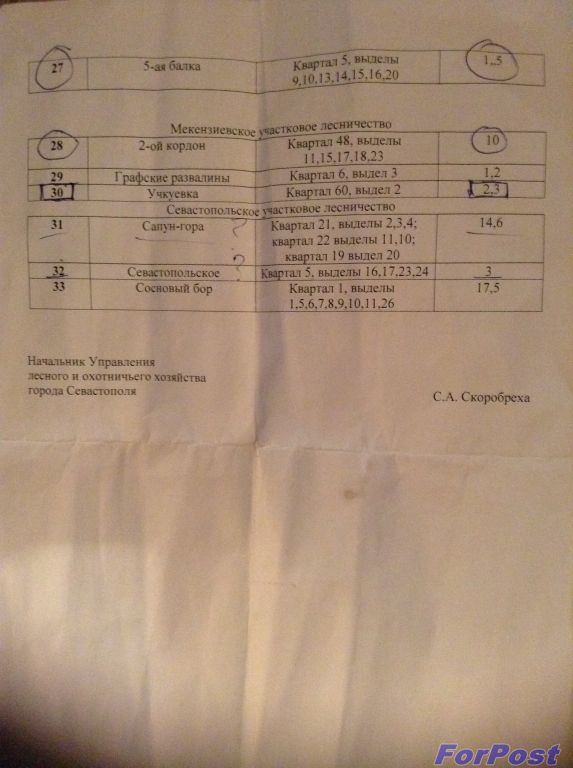 27 5-ая балка Квартал 5, выделы 1,5
9,10,13,14,15,16,20
Мекензиевское участковое лесничество
28 2-ой кордон Квартал 48, выделы 10
11,15,17,18,23
29 Графские развалины Квартал 6, выдел 3 1,2
30 Учкуевка Квартал 60, выдел 2 2,3
Севастопольское участковое лесничество
31 Сапун-гора ? Квартал 21, выделы 2,3,4; 14,6
квартал 22 выделы 11,10;
квартал 19 выдел 20
32 Севастопольское ? Квартал 5, выделы 16,17,23,24 3
33 Сосновый бор Квартал 1, выделы 17,5
1,5,6,7,8,9,10,11,26
Начальник Управления
лесного и охотничьего хозяйства
города Севастополя
С.А. Скоробреха
ForPost